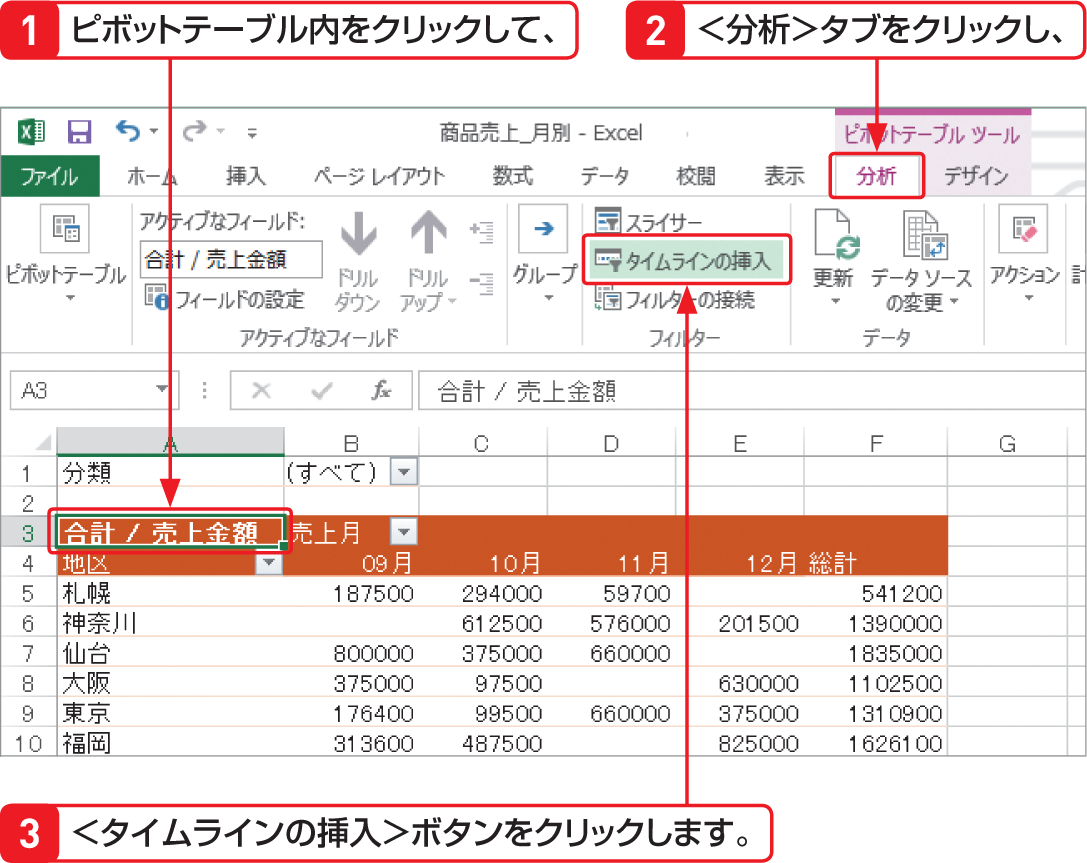 1 ピボットテーブル内をクリックして、
2 <分析>タブをクリックし、
商品売上_月別 - Excel
ピボットテーブル ツール
ファイル ホーム 挿入 ページ レイアウト 数式 データ 校閲 表示 分析 デザイン
ピボットテーブル
アクティブなフィールド:
合計 / 売上金額
フィールドの設定
ドリル
ダウン
ドリル
アップ
アクティブなフィールド
グループ
スライサー
タイムラインの挿入
フィルターの接続
フィルター
更新
データ ソース
の変更
データ
アクション
計
A3 fx 合計 / 売上金額
A B C D E F G
1 分類 (すべて)
2
3 合計 / 売上金額 売上月
4 地区 09月 10月 11月 12月 総計
5 札幌 187500 294000 59700 541200
6 神奈川 612500 576000 201500 1390000
7 仙台 800000 375000 660000 1835000
8 大阪 375000 97500 630000 1102500
9 東京 176400 99500 660000 375000 1310900
10 福岡 313600 487500 825000 1626100
3 <タイムラインの挿入>ボタンをクリックします。